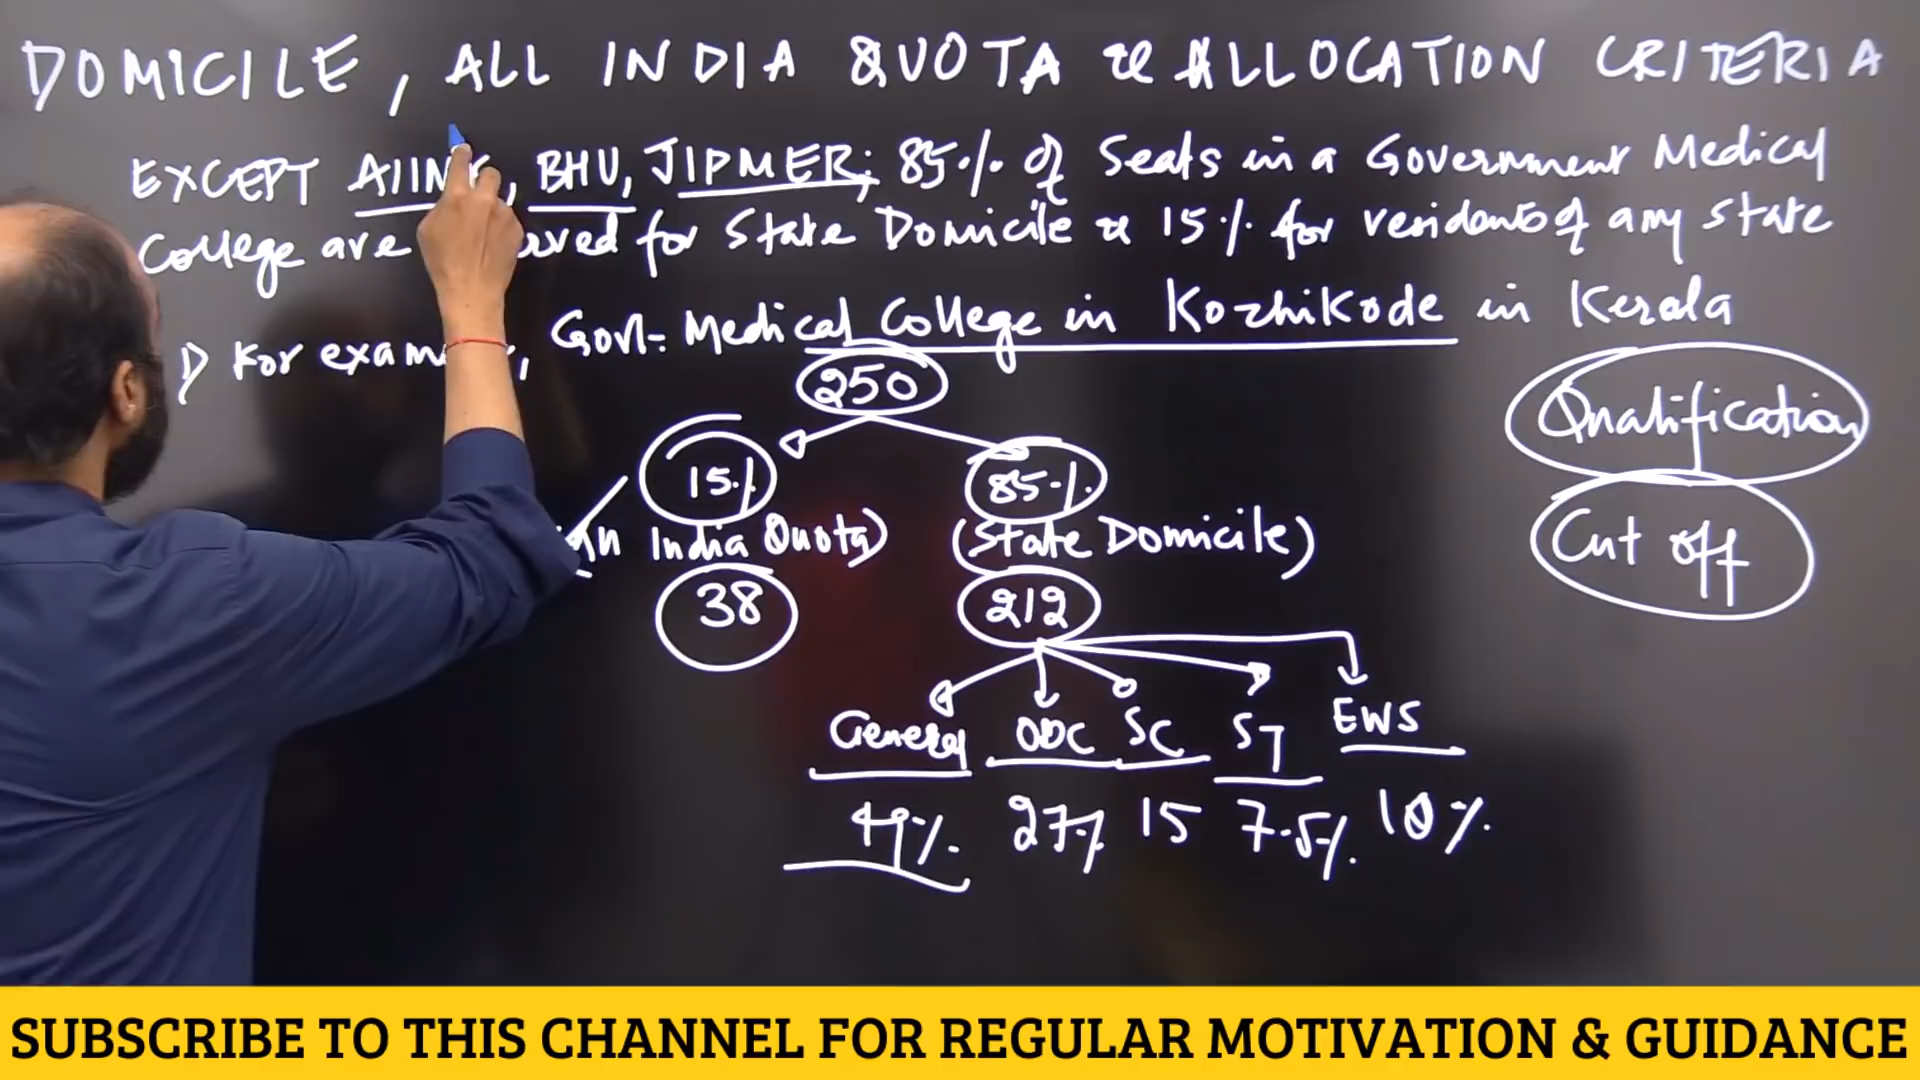 DOMICILE, ALL INDIA QUOTA & ALLOCATION CRITERIA
EXCEPT AIIMS, BHU, JIPMER; 85% of Seats in a Government Medical
College are for State Domicile & 15% for residents of any state
1) For , Govt. Medical College in Kozhikode in Kerala
250
Qualification
15% 85%
India Quota) (State Domicile)
Cut off
38 212
General OBC SC ST EWS
49% 27% 15 7.5% 10%
SUBSCRIBE TO THIS CHANNEL FOR REGULAR MOTIVATION & GUIDANCE